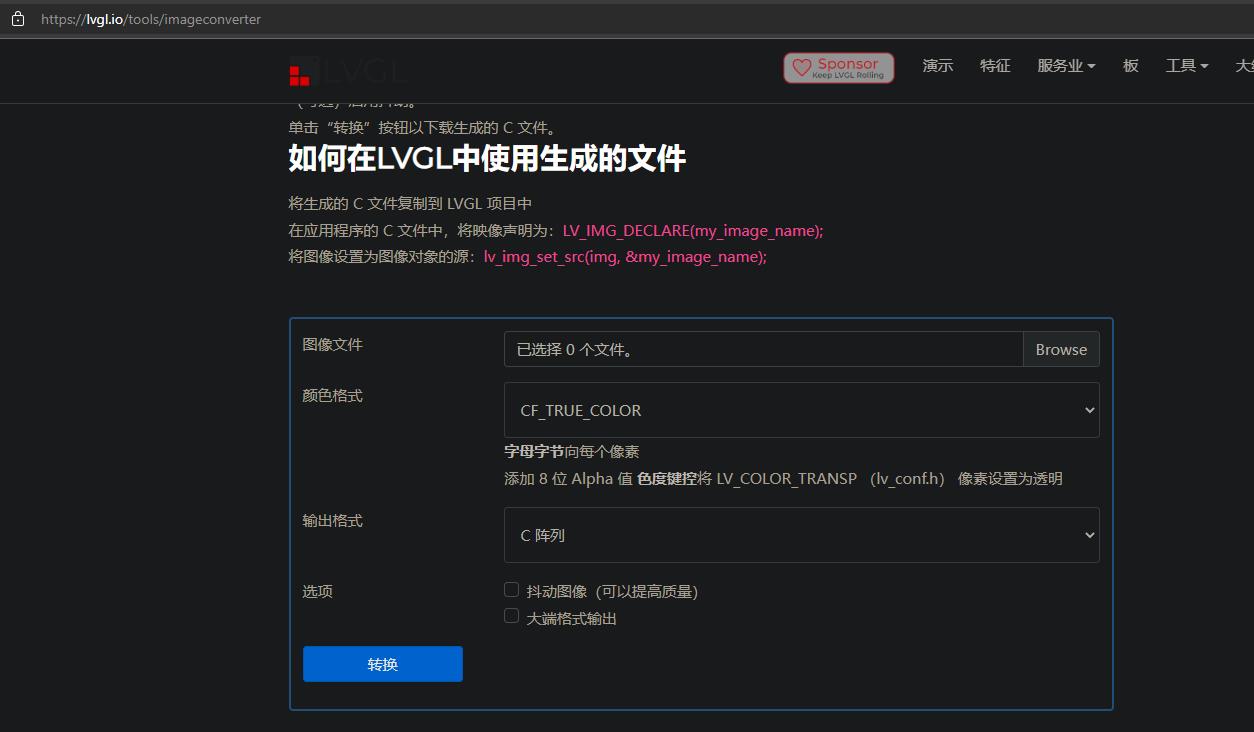 https://lvgl.io/tools/imageconverter
LVGL
Sponsor
Keep LVGL Rolling
演示
特征
服务业
板
工具
单击“转换”按钮以下载生成的 C 文件。
如何在LVGL中使用生成的文件
将生成的 C 文件复制到 LVGL 项目中
在应用程序的 C 文件中，将映像声明为：LV_IMG_DECLARE(my_image_name);
将图像设置为图像对象的源：lv_img_set_src(img, &my_image_name);
图像文件
已选择 0 个文件。
Browse
颜色格式
CF_TRUE_COLOR
字母字节向每个像素
添加 8 位 Alpha 值 色度键控将 LV_COLOR_TRANSP （lv_conf.h） 像素设置为透明
输出格式
C 阵列
选项
抖动图像（可以提高质量）
大端格式输出
转换